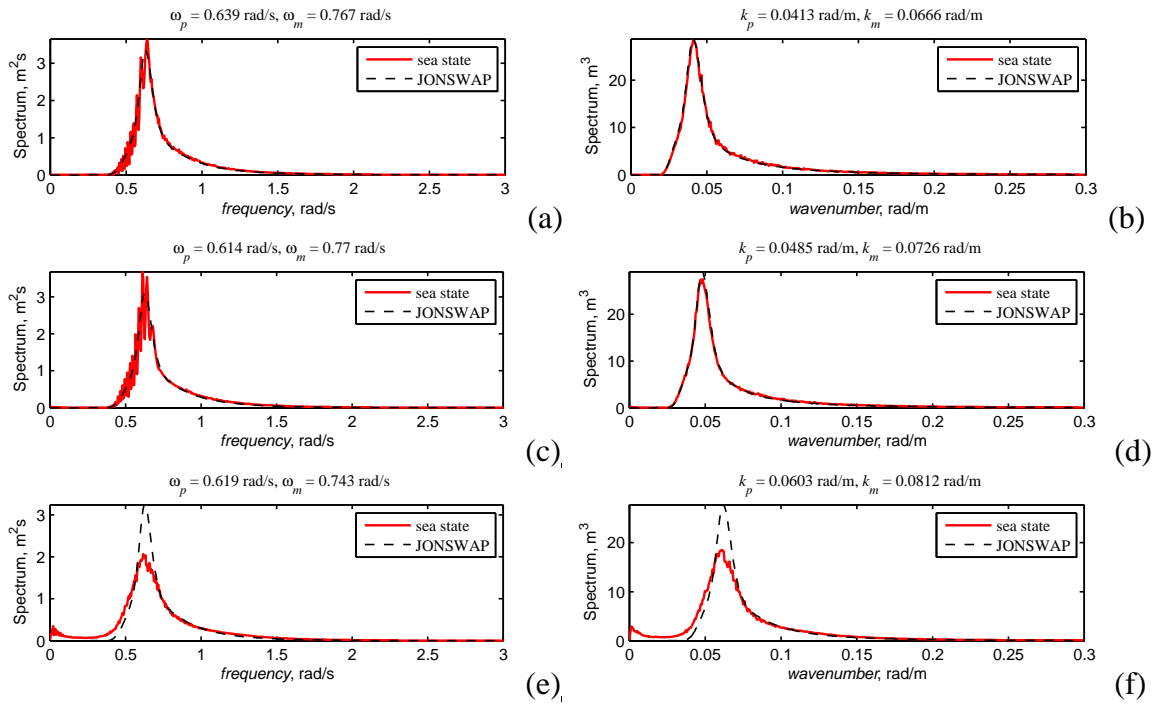 ωp = 0.639 rad/s, ωm = 0.767 rad/s
Spectrum, m²s
3
2
1
0
sea state
JONSWAP
0 0.5 1 1.5 2 2.5 3
frequency, rad/s
(a)
kp = 0.0413 rad/m, km = 0.0666 rad/m
Spectrum, m³
20
10
0
sea state
JONSWAP
0 0.05 0.1 0.15 0.2 0.25 0.3
wavenumber, rad/m
(b)
ωp = 0.614 rad/s, ωm = 0.77 rad/s
Spectrum, m²s
3
2
1
0
sea state
JONSWAP
0 0.5 1 1.5 2 2.5 3
frequency, rad/s
(c)
kp = 0.0485 rad/m, km = 0.0726 rad/m
Spectrum, m³
20
10
0
sea state
JONSWAP
0 0.05 0.1 0.15 0.2 0.25 0.3
wavenumber, rad/m
(d)
ωp = 0.619 rad/s, ωm = 0.743 rad/s
Spectrum, m²s
3
2
1
0
sea state
JONSWAP
0 0.5 1 1.5 2 2.5 3
frequency, rad/s
(e)
kp = 0.0603 rad/m, km = 0.0812 rad/m
Spectrum, m³
20
10
0
sea state
JONSWAP
0 0.05 0.1 0.15 0.2 0.25 0.3
wavenumber, rad/m
(f)